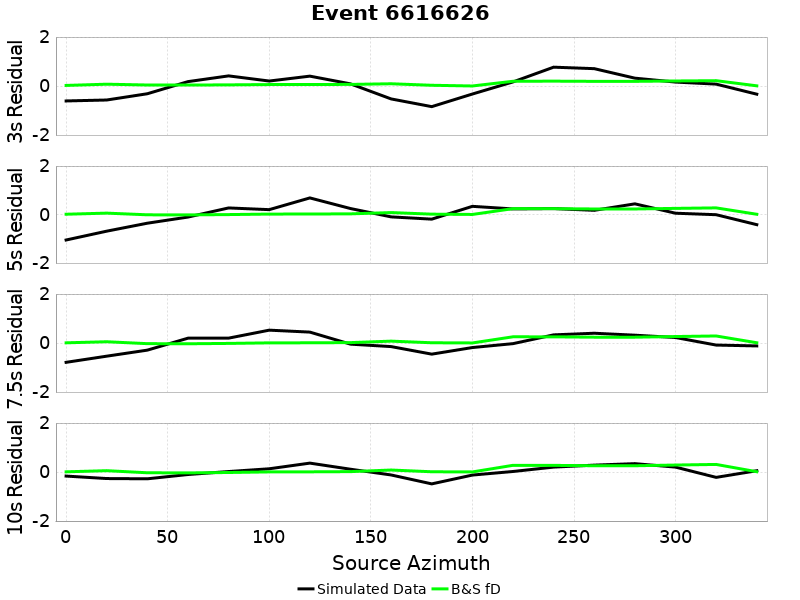 Event 6616626
3s Residual
2
0
-2
5s Residual
2
0
-2
7.5s Residual
2
0
-2
10s Residual
2
0
-2
0 50 100 150 200 250 300
Source Azimuth
Simulated Data B&S fD